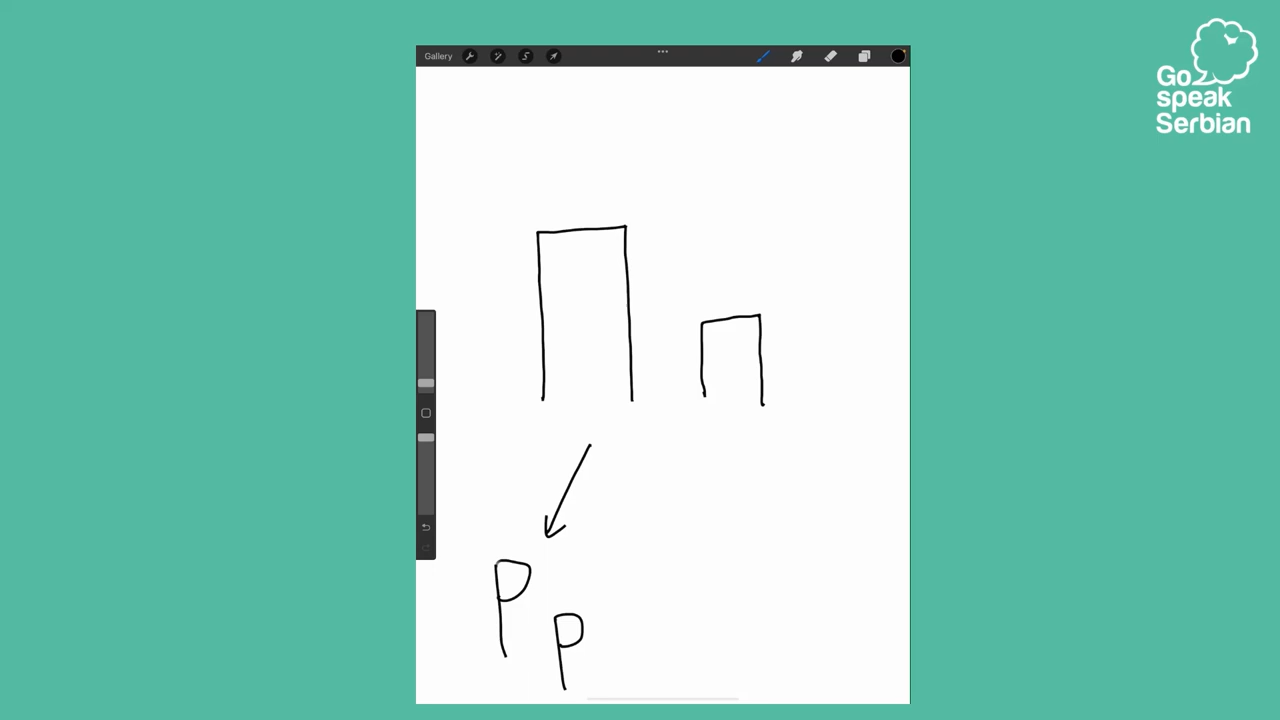 Gallery
Go
speak
Serbian
П п
P
p